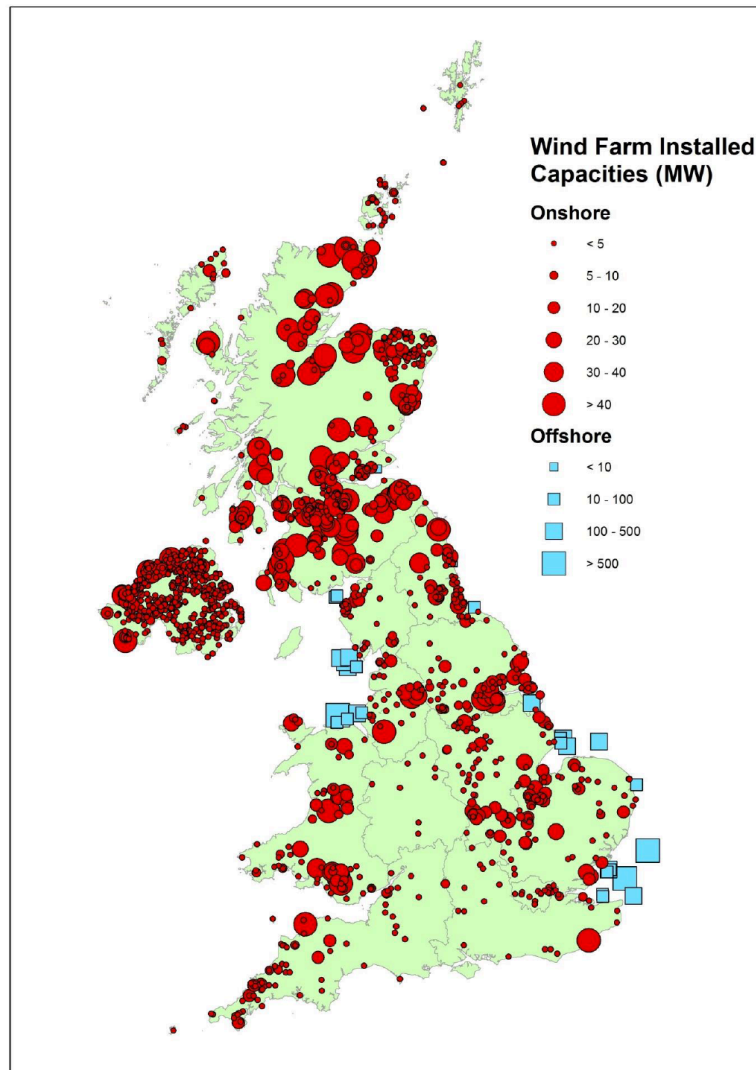 Wind Farm Installed
Capacities (MW)
Onshore
< 5
5 - 10
10 - 20
20 - 30
30 - 40
> 40
Offshore
< 10
10 - 100
100 - 500
> 500